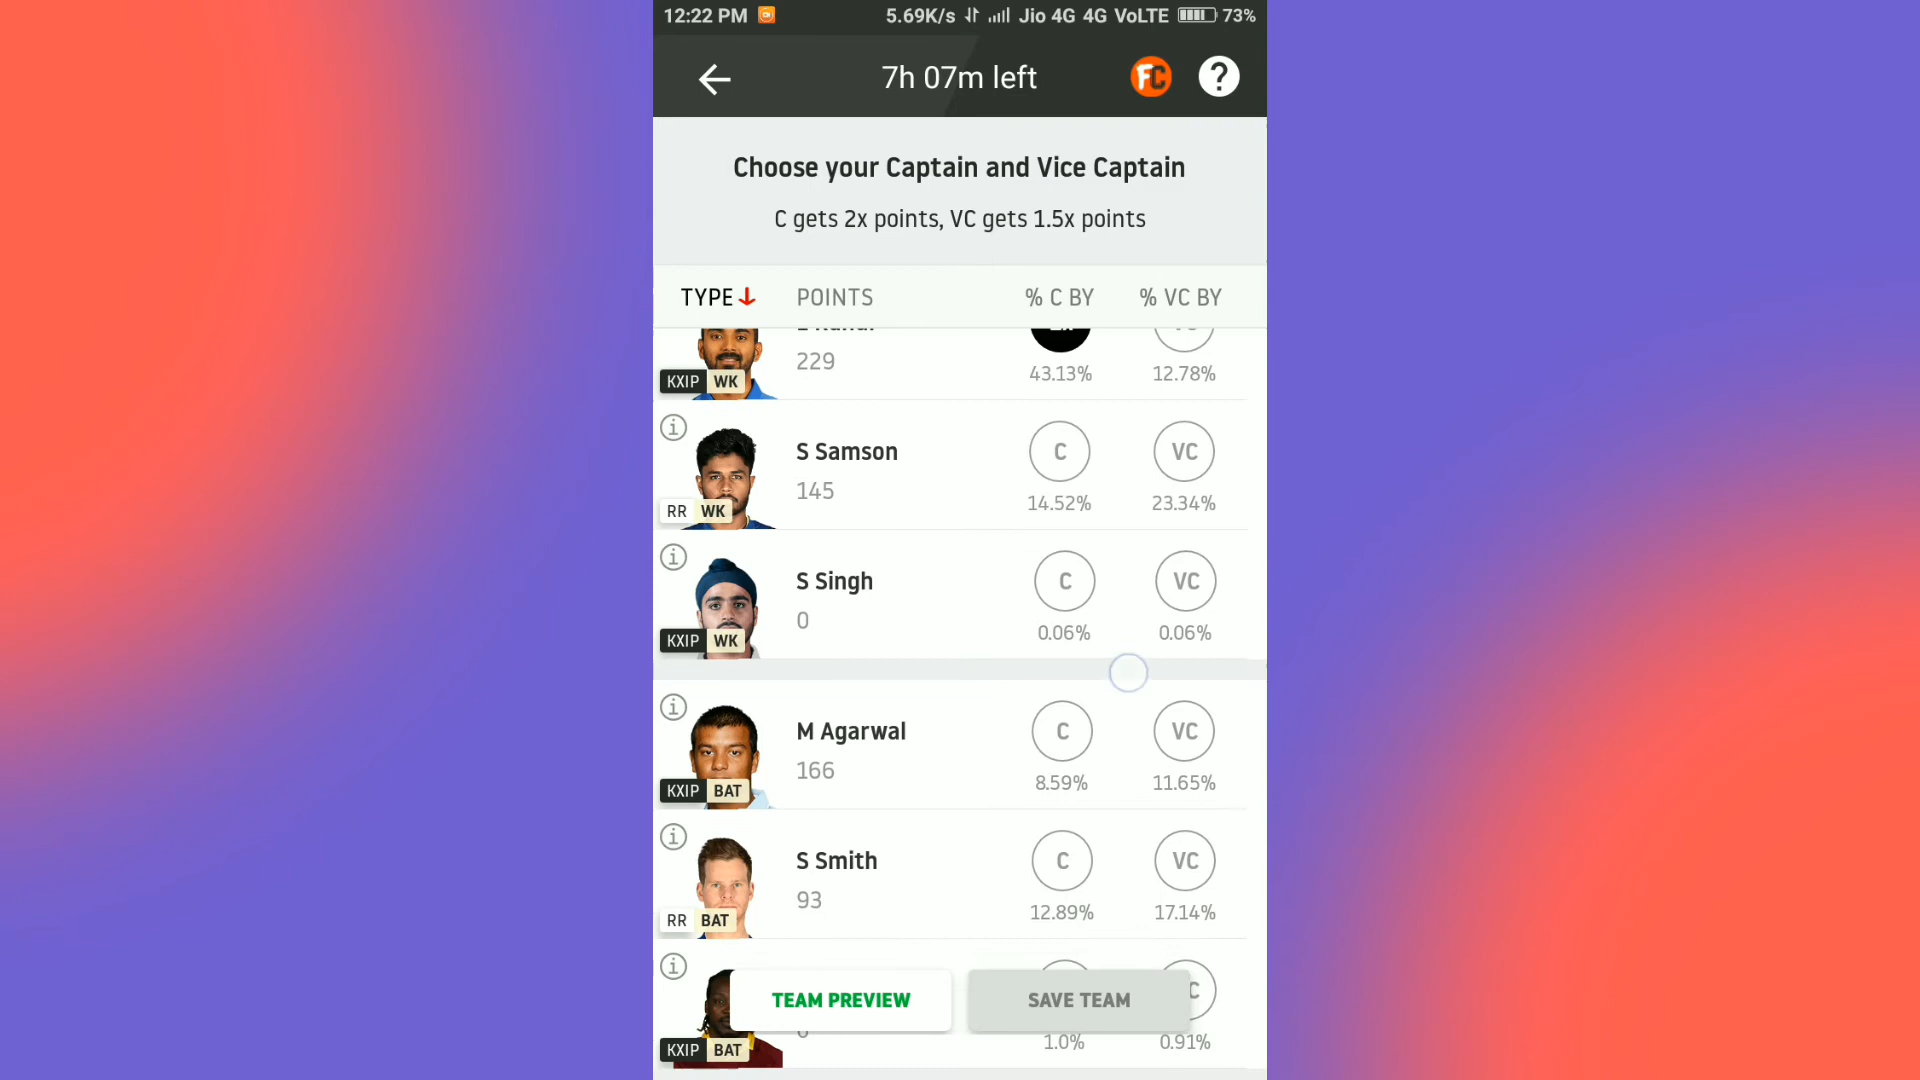 12:22 PM 5.69K/s Jio 4G 4G VoLTE 73%
7h 07m left FC ?
Choose your Captain and Vice Captain
C gets 2x points, VC gets 1.5x points
TYPE POINTS % C BY % VC BY
229
43.13% 12.78%
KXIP WK
S Samson C VC
145
14.52% 23.34%
RR WK
S Singh C VC
0
0.06% 0.06%
KXIP WK
M Agarwal C VC
166
8.59% 11.65%
KXIP BAT
S Smith C VC
93
12.89% 17.14%
RR BAT
TEAM PREVIEW SAVE TEAM
1.0% 0.91%
KXIP BAT